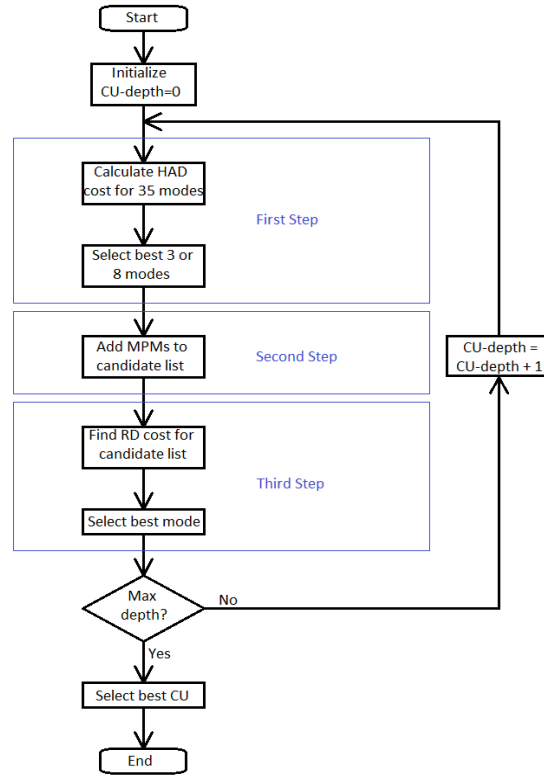 Start
Initialize
CU-depth=0
Calculate HAD
cost for 35 modes
First Step
Select best 3 or
8 modes
Add MPMs to
candidate list
Second Step
CU-depth =
CU-depth + 1
Find RD cost for
candidate list
Third Step
Select best mode
Max
depth?
No
Yes
Select best CU
End